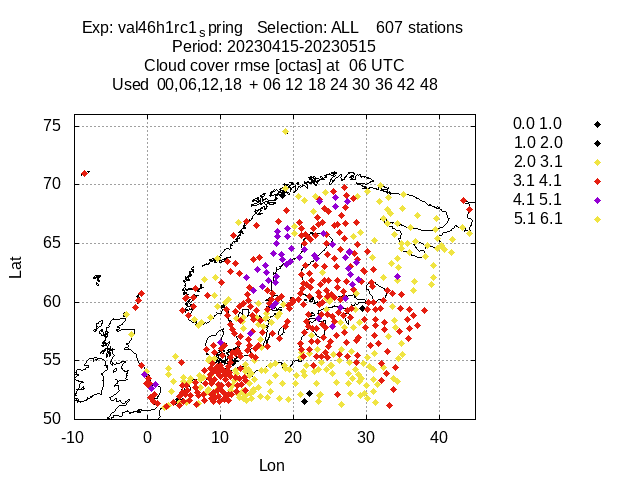 Exp: val46h1rc1spring Selection: ALL 607 stations
Period: 20230415-20230515
Cloud cover rmse [octas] at 06 UTC
Used 00,06,12,18 + 06 12 18 24 30 36 42 48
0.0 1.0
1.0 2.0
2.0 3.1
3.1 4.1
4.1 5.1
5.1 6.1
75
70
65
60
55
50
Lat
-10 0 10 20 30 40
Lon